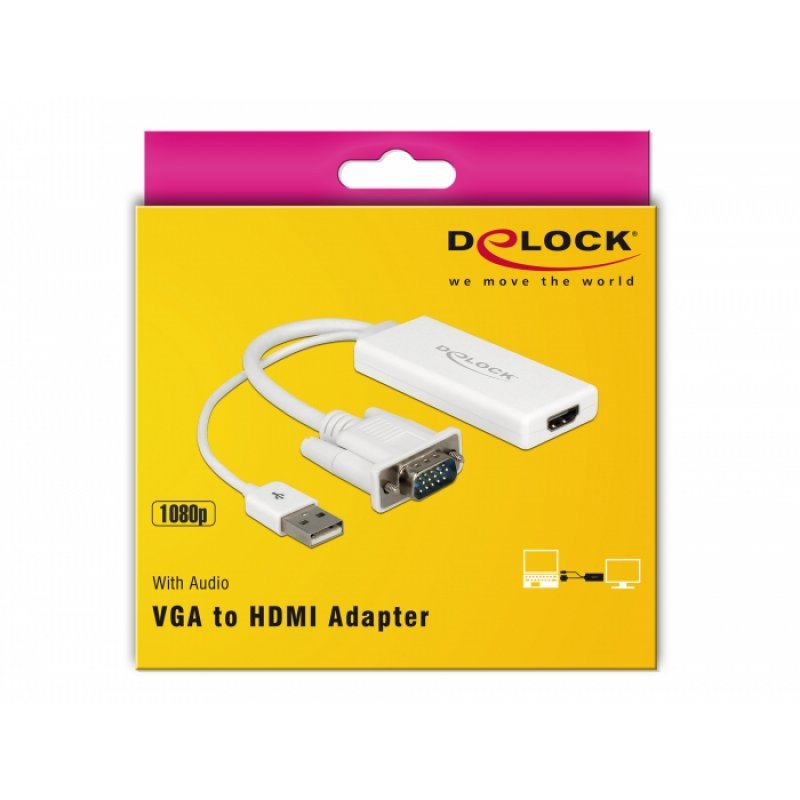 DeLOCK®
we move the world
DeLOCK
1080p
With Audio
VGA to HDMI Adapter